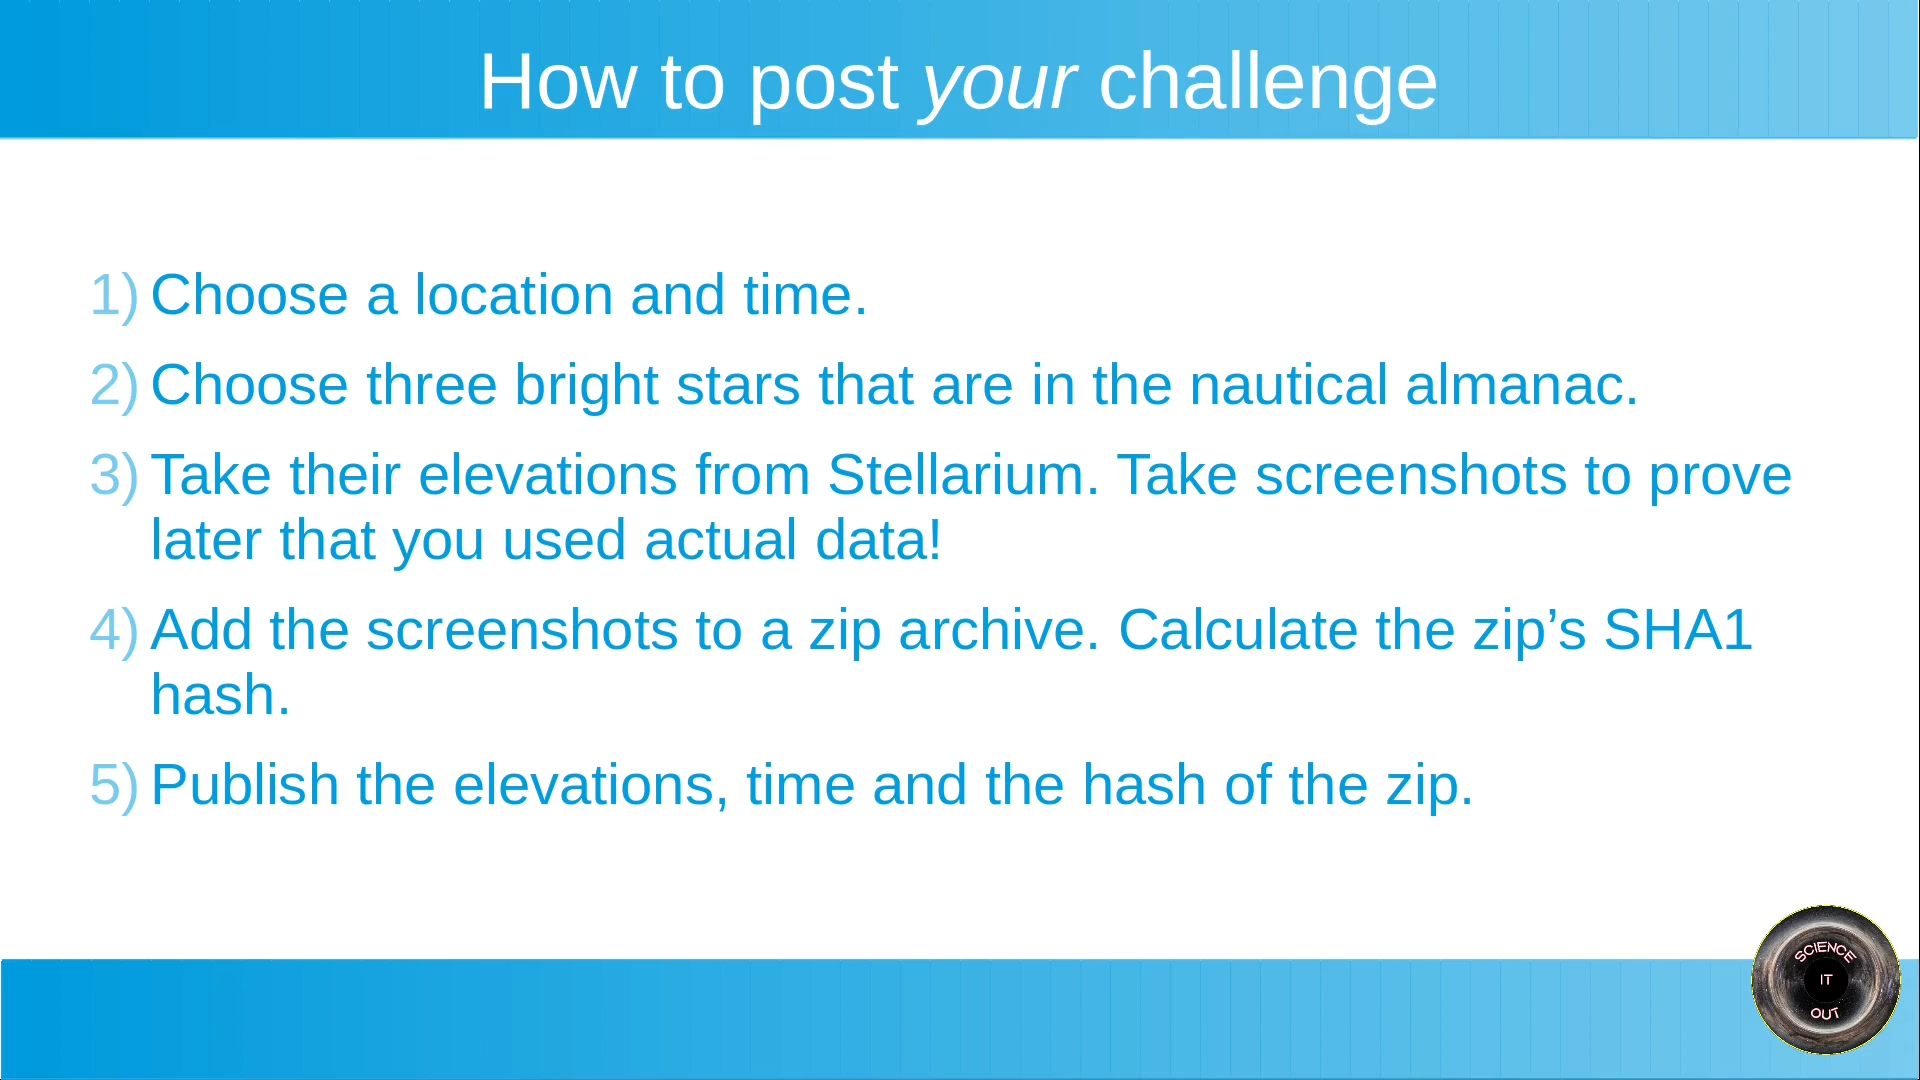 How to post your challenge
1) Choose a location and time.
2) Choose three bright stars that are in the nautical almanac.
3) Take their elevations from Stellarium. Take screenshots to prove
later that you used actual data!
4) Add the screenshots to a zip archive. Calculate the zip’s SHA1
hash.
5) Publish the elevations, time and the hash of the zip.
SCIENCE
IT
OUT